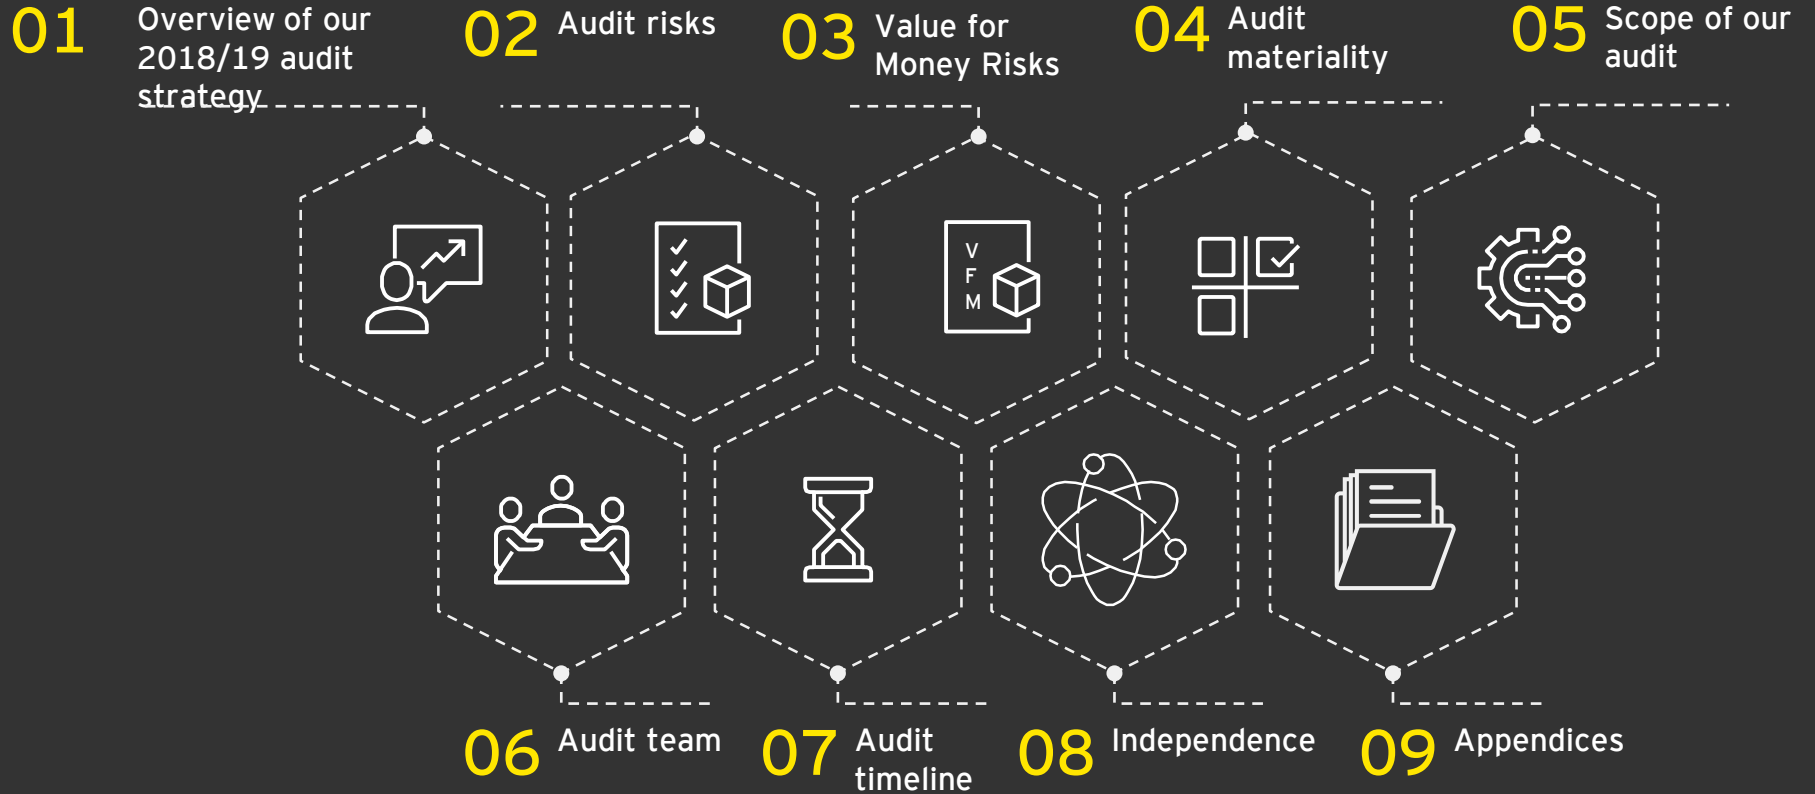 01 Overview of our
2018/19 audit
strategy
02 Audit risks
03 Value for
Money Risks
04 Audit
materiality
05 Scope of our
audit
V
F
M
06 Audit team
07 Audit
timeline
08 Independence
09 Appendices